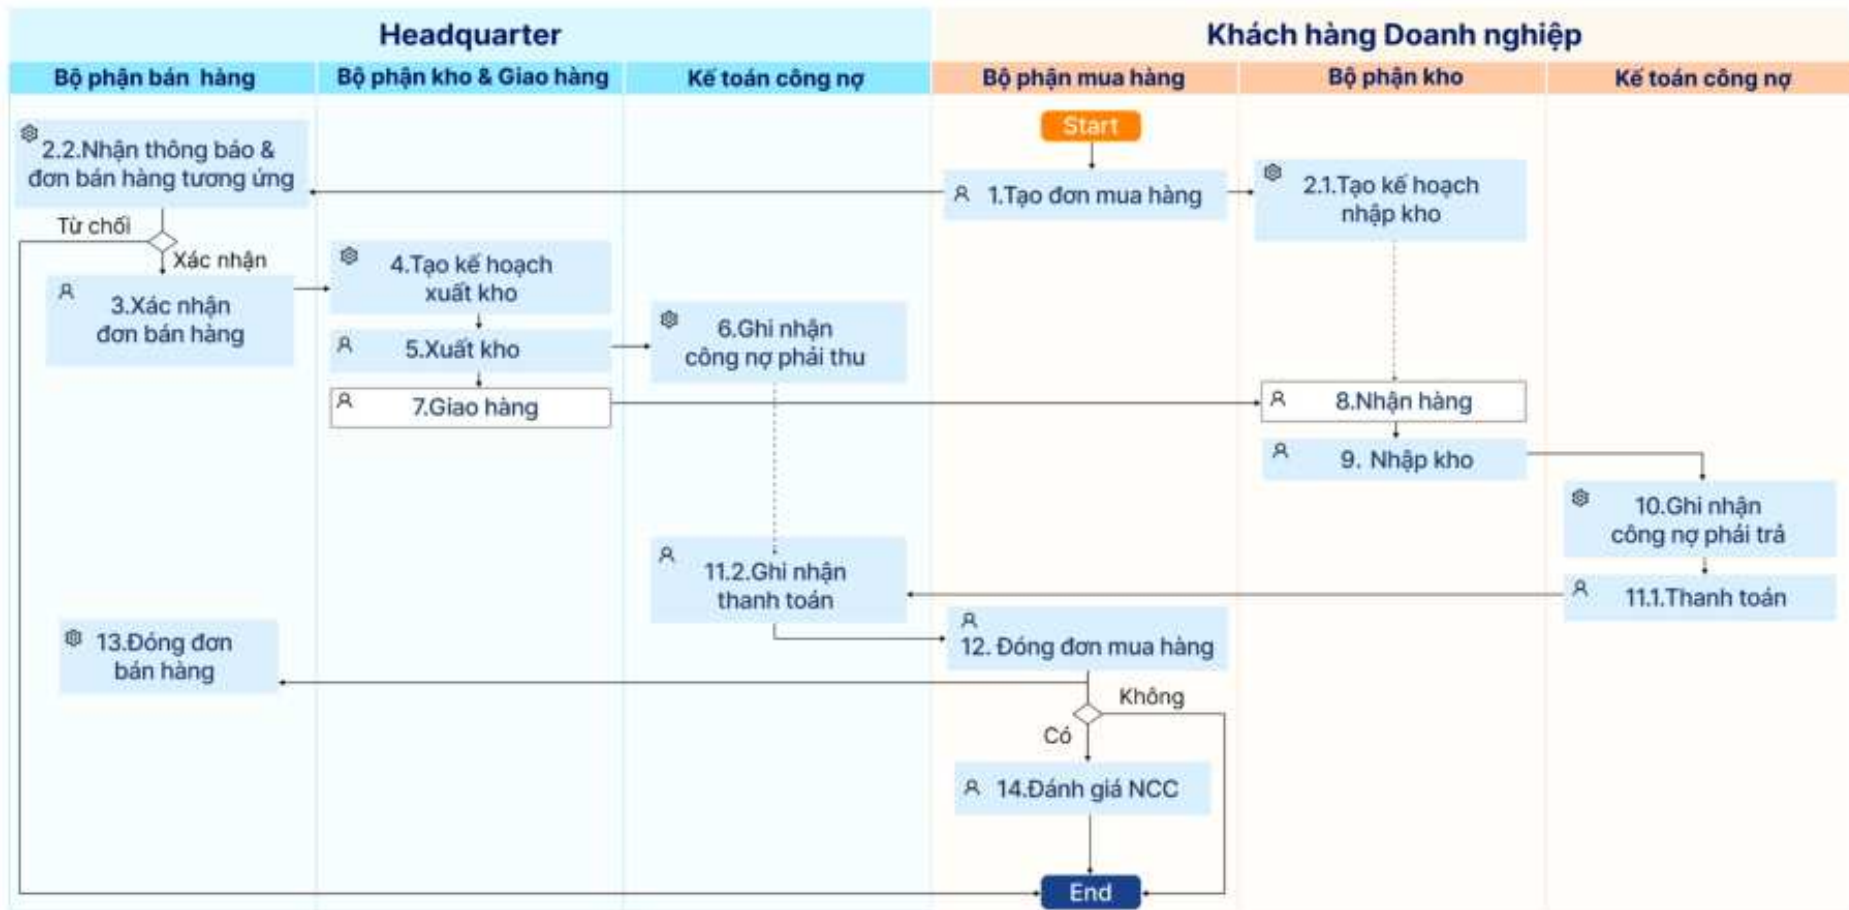 Headquarter
Khách hàng Doanh nghiệp
Bộ phận bán hàng
Bộ phận kho & Giao hàng
Kế toán công nợ
Bộ phận mua hàng
Bộ phận kho
Kế toán công nợ
Start
2.2.Nhận thông báo &
đơn bán hàng tương ứng
1.Tạo đơn mua hàng
2.1.Tạo kế hoạch
nhập kho
Từ chối
Xác nhận
3.Xác nhận
đơn bán hàng
4.Tạo kế hoạch
xuất kho
5.Xuất kho
6.Ghi nhận
công nợ phải thu
7.Giao hàng
8.Nhận hàng
9. Nhập kho
10.Ghi nhận
công nợ phải trả
11.2.Ghi nhận
thanh toán
11.1.Thanh toán
13.Đóng đơn
bán hàng
12. Đóng đơn mua hàng
Không
Có
14.Đánh giá NCC
End